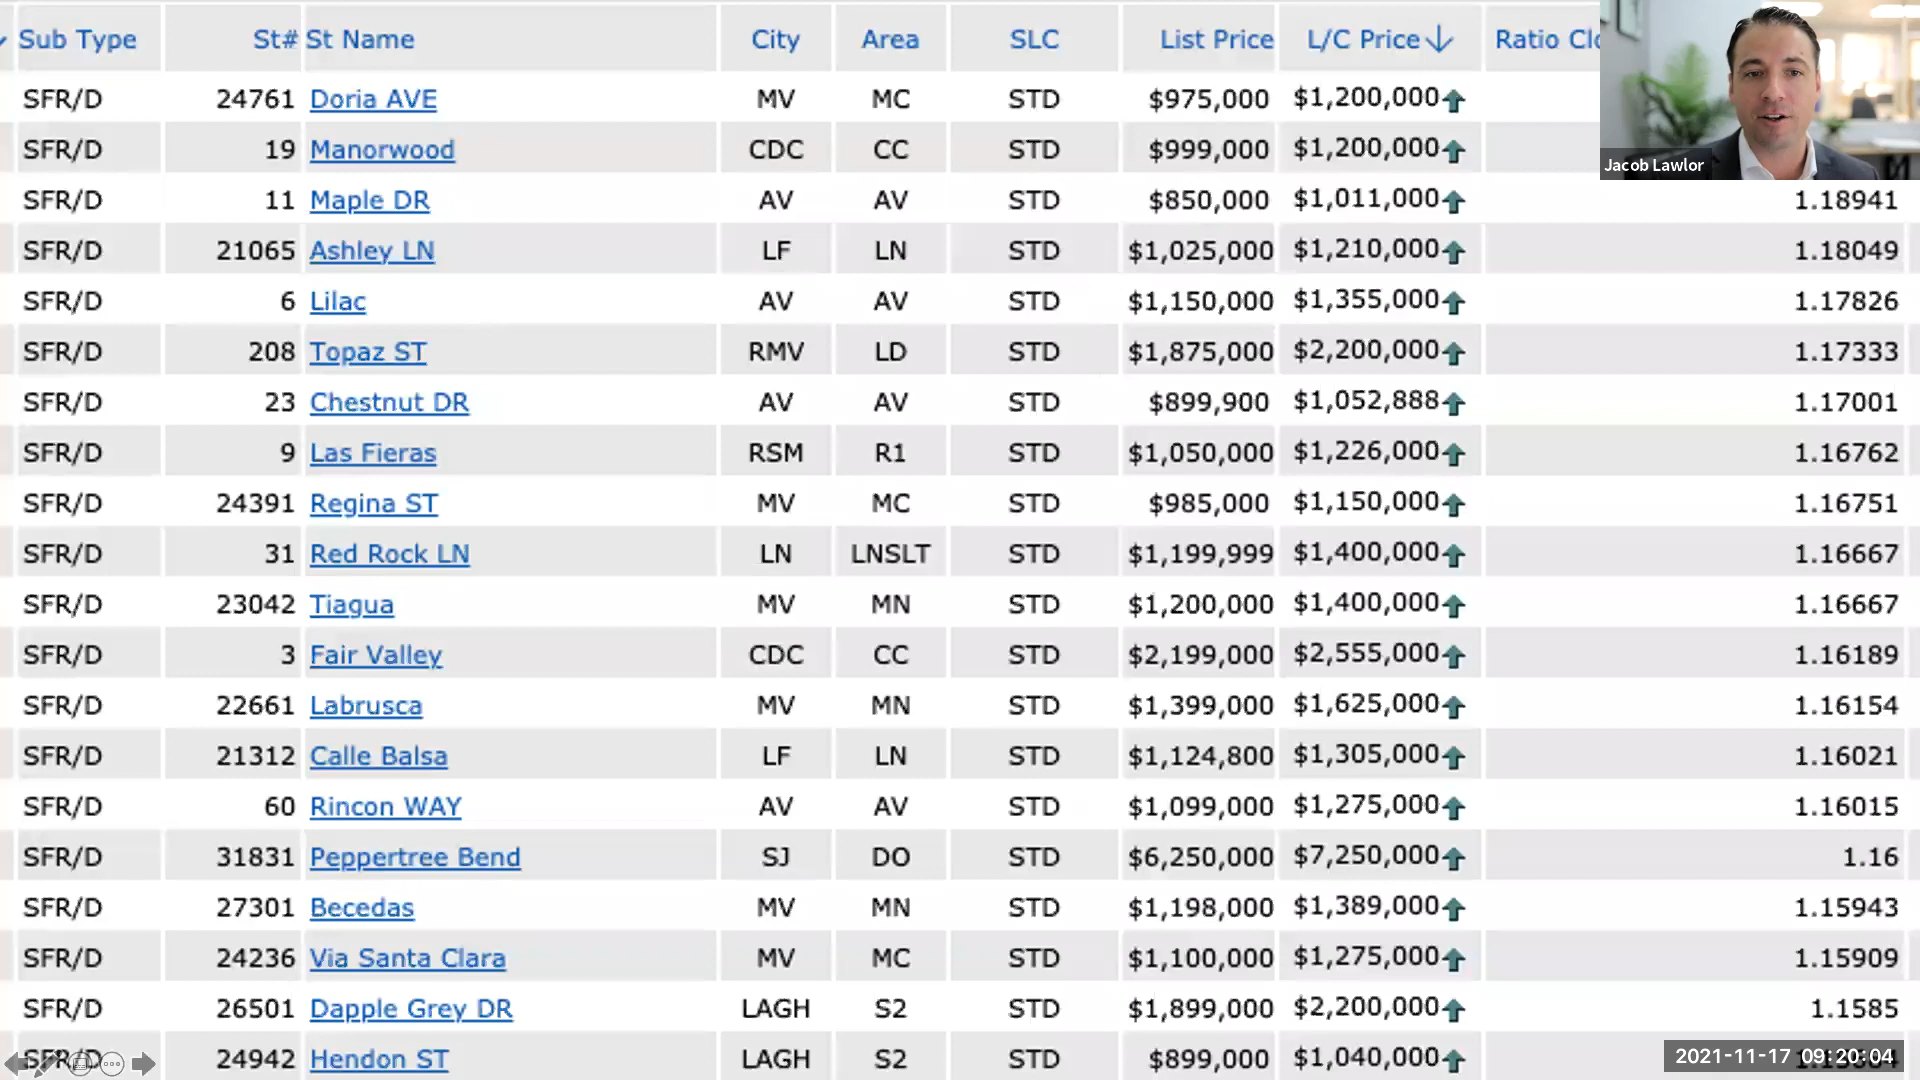 Sub Type St# St Name City Area SLC List Price L/C Price Ratio
SFR/D 24761 Doria AVE MV MC STD $975,000 $1,200,000
SFR/D 19 Manorwood CDC CC STD $999,000 $1,200,000
Jacob Lawlor
SFR/D 11 Maple DR AV AV STD $850,000 $1,011,000 1.18941
SFR/D 21065 Ashley LN LF LN STD $1,025,000 $1,210,000 1.18049
SFR/D 6 Lilac AV AV STD $1,150,000 $1,355,000 1.17826
SFR/D 208 Topaz ST RMV LD STD $1,875,000 $2,200,000 1.17333
SFR/D 23 Chestnut DR AV AV STD $899,900 $1,052,888 1.17001
SFR/D 9 Las Fieras RSM R1 STD $1,050,000 $1,226,000 1.16762
SFR/D 24391 Regina ST MV MC STD $985,000 $1,150,000 1.16751
SFR/D 31 Red Rock LN LN LNSLT STD $1,199,999 $1,400,000 1.16667
SFR/D 23042 Tiagua MV MN STD $1,200,000 $1,400,000 1.16667
SFR/D 3 Fair Valley CDC CC STD $2,199,000 $2,555,000 1.16189
SFR/D 22661 Labrusca MV MN STD $1,399,000 $1,625,000 1.16154
SFR/D 21312 Calle Balsa LF LN STD $1,124,800 $1,305,000 1.16021
SFR/D 60 Rincon WAY AV AV STD $1,099,000 $1,275,000 1.16015
SFR/D 31831 Peppertree Bend SJ DO STD $6,250,000 $7,250,000 1.16
SFR/D 27301 Becedas MV MN STD $1,198,000 $1,389,000 1.15943
SFR/D 24236 Via Santa Clara MV MC STD $1,100,000 $1,275,000 1.15909
SFR/D 26501 Dapple Grey DR LAGH S2 STD $1,899,000 $2,200,000 1.1585
SFR/D 24942 Hendon ST LAGH S2 STD $899,000 $1,040,000
2021-11-17 09:20:04